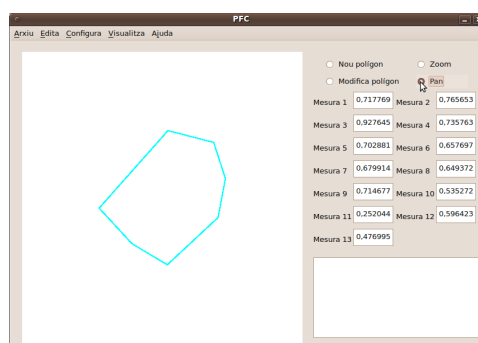 PFC
Arxiu Edita Configura Visualitza Ajuda
Nou polígon Zoom
Modifica polígon Pan
Mesura 1 0,717769 Mesura 2 0,765653
Mesura 3 0,927645 Mesura 4 0,735763
Mesura 5 0,702881 Mesura 6 0,657697
Mesura 7 0,679914 Mesura 8 0,649372
Mesura 9 0,714677 Mesura 10 0,535272
Mesura 11 0,252044 Mesura 12 0,596423
Mesura 13 0,476995